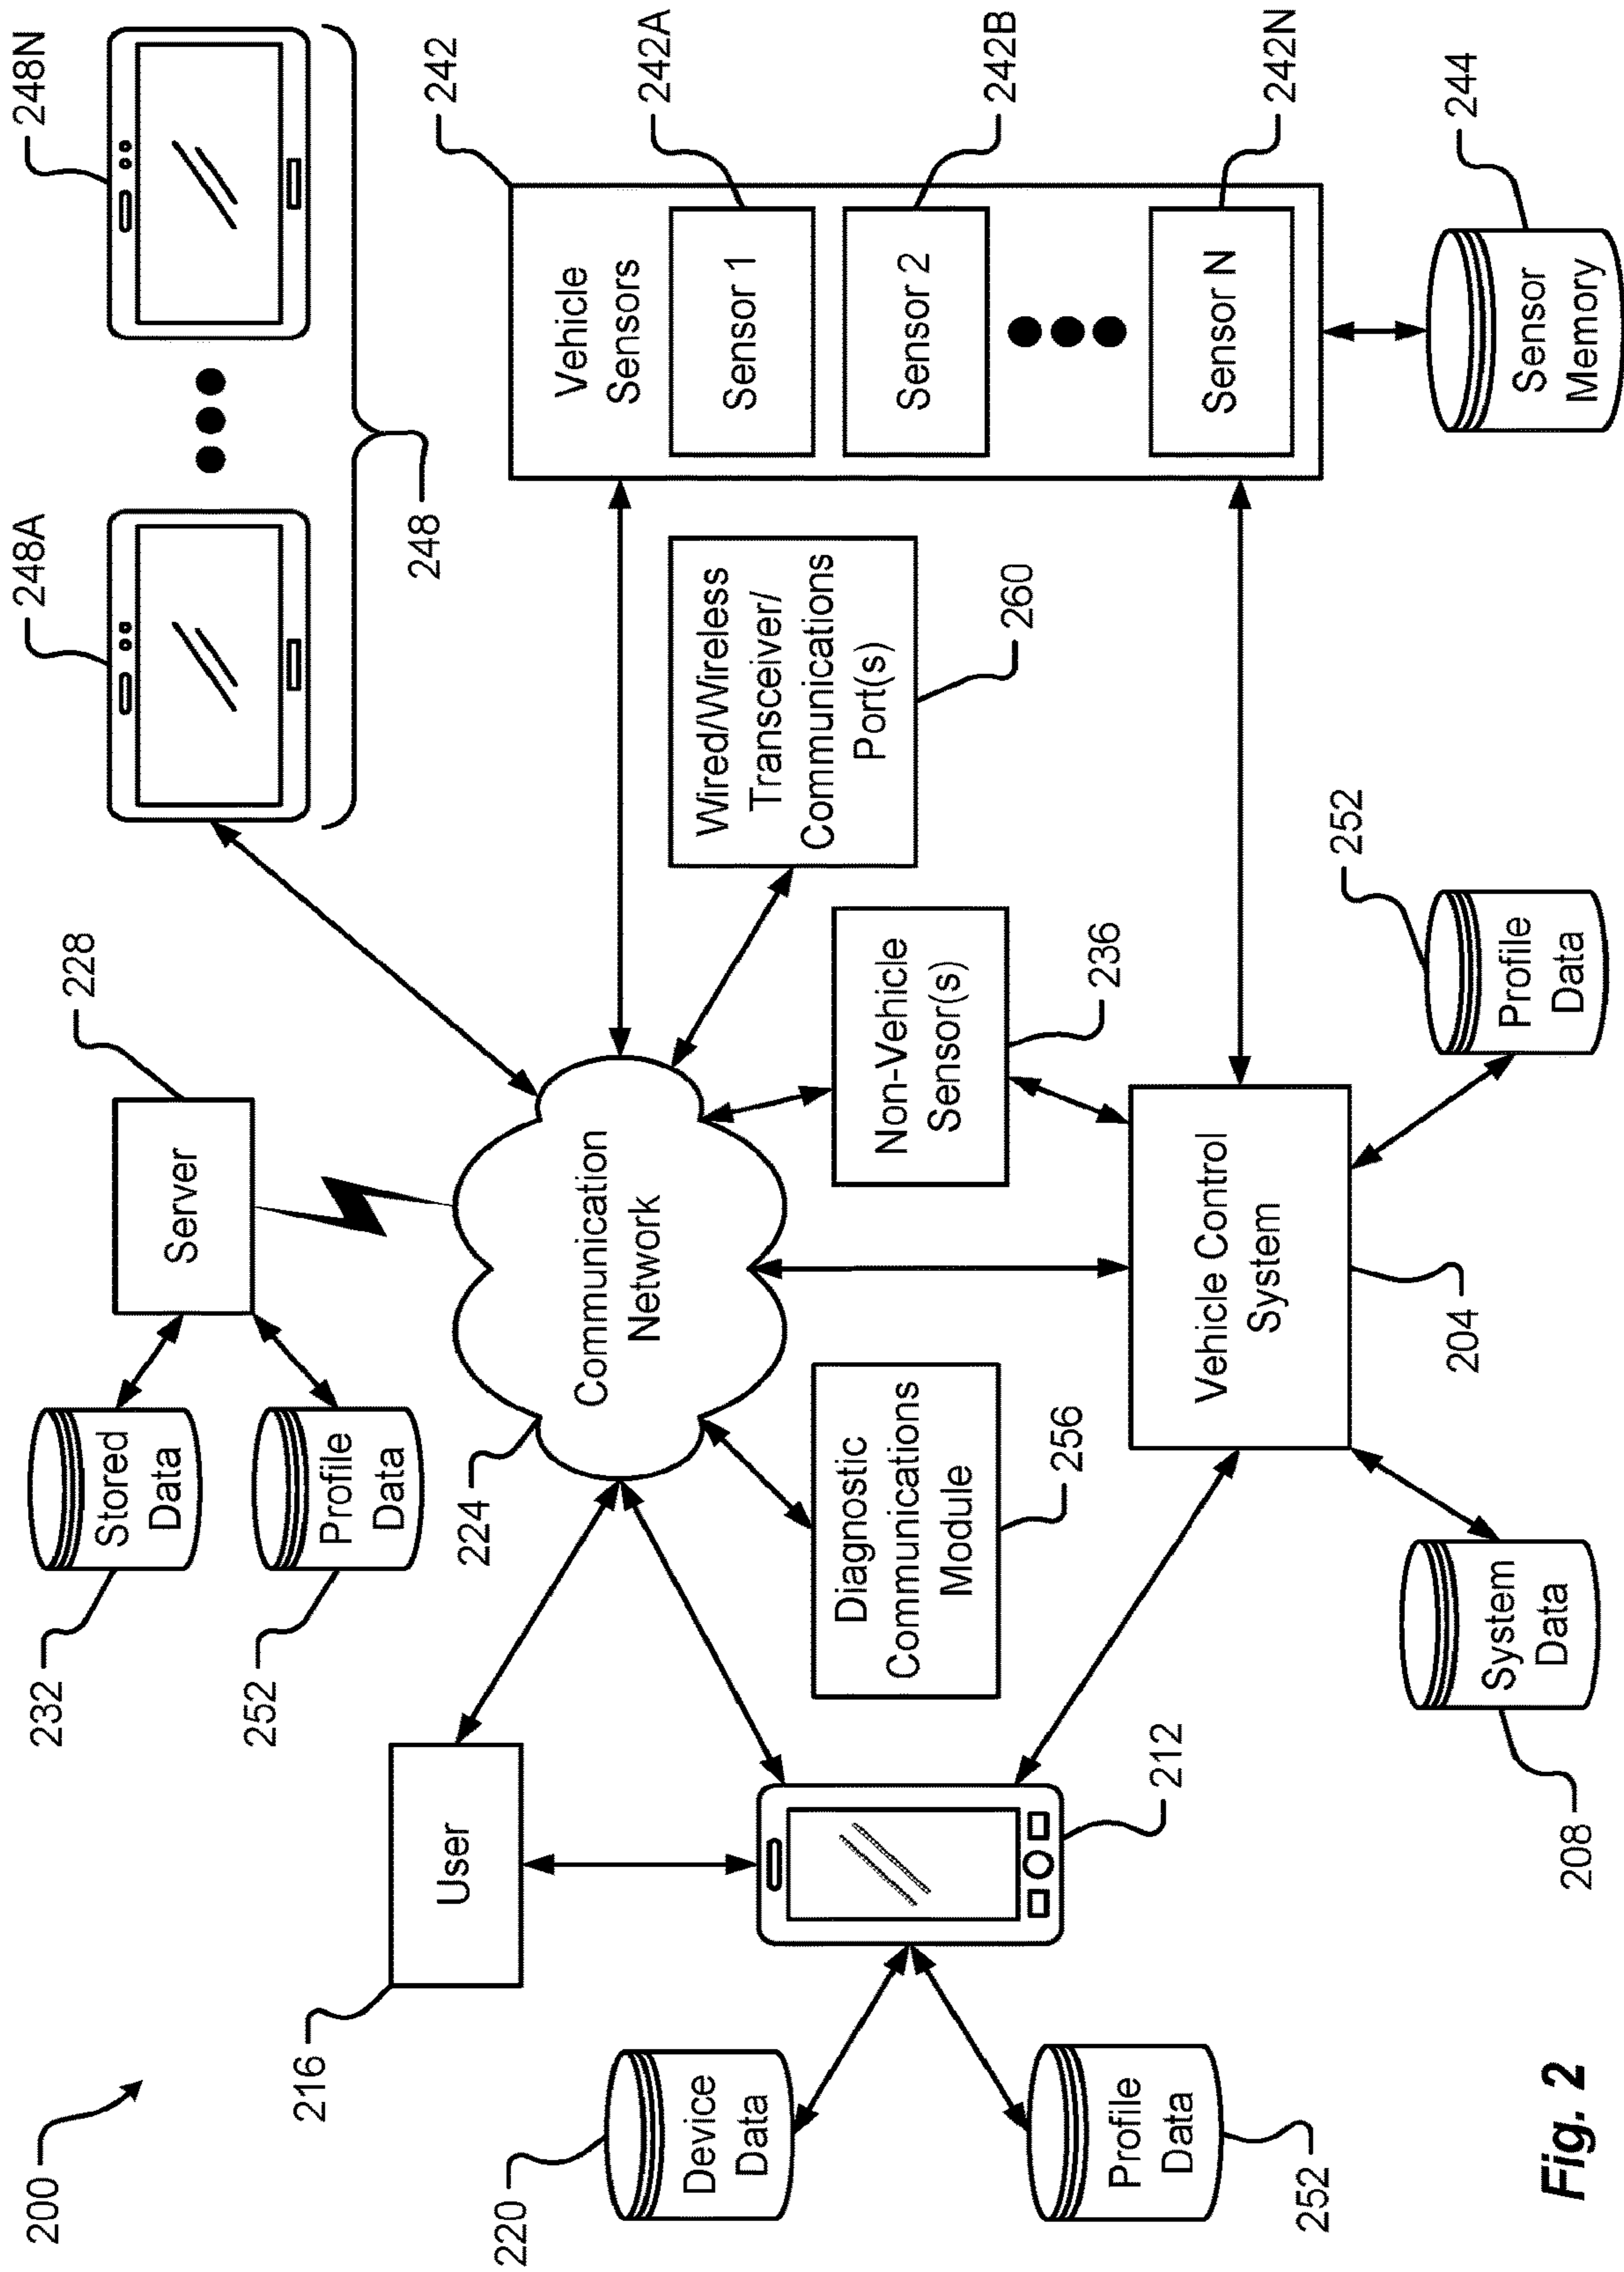 200
232
Stored
Data
252
Profile
Data
228
Server
248A
248N
248
216
User
224
Communication
Network
242
Vehicle
Sensors
Sensor 1
242A
Sensor 2
242B
Sensor N
242N
Wired/Wireless
Transceiver/
Communications
Port(s)
260
220
Device
Data
Diagnostic
Communications
Module
256
Non-Vehicle
Sensor(s)
236
212
252
Profile
Data
Vehicle Control
System
204
208
System
Data
252
Profile
Data
244
Sensor
Memory
Fig. 2